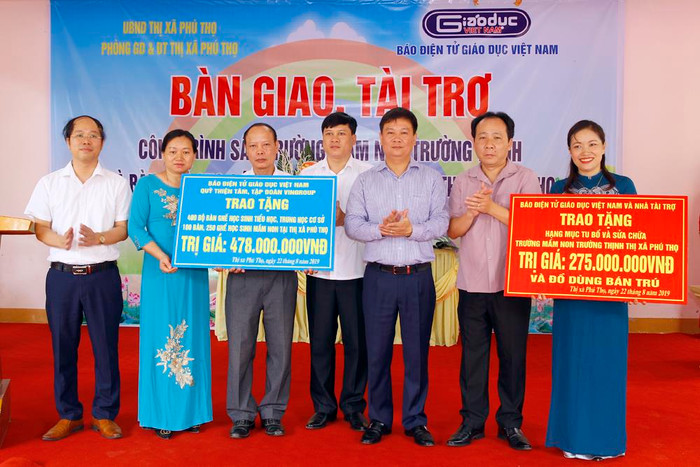 UBND THỊ XÃ PHÚ THỌ
PHÒNG GD & ĐT THỊ XÃ PHÚ THỌ
Giáodục
VIỆT NAM
BÁO ĐIỆN TỬ GIÁO DỤC VIỆT NAM
BÀN GIAO, TÀI TRỢ
TRƯỜNG
BÁO ĐIỆN TỬ GIÁO DỤC VIỆT NAM
QUỸ THIỆN TÂM, TẬP ĐOÀN VINGROUP
TRAO TẶNG
400 BỘ BÀN GHẾ HỌC SINH TIỂU HỌC, TRUNG HỌC CƠ SỞ
100 BÀN, 250 GHẾ HỌC SINH MẦM NON TẠI THỊ XÃ PHÚ THỌ
TRỊ GIÁ: 478.000.000VNĐ
Thị xã Phú Thọ, ngày 22 tháng 8 năm 2019
BÁO ĐIỆN TỬ GIÁO DỤC VIỆT NAM VÀ NHÀ TÀI TRỢ
TRAO TẶNG
HẠNG MỤC TU BỔ VÀ SỬA CHỮA
TRƯỜNG MẦM NON TRƯỜNG THỊNH THỊ XÃ PHÚ THỌ
TRỊ GIÁ: 275.000.000VNĐ
VÀ ĐỒ DÙNG BÁN TRÚ
Thị xã Phú Thọ, ngày 22 tháng 8 năm 2019